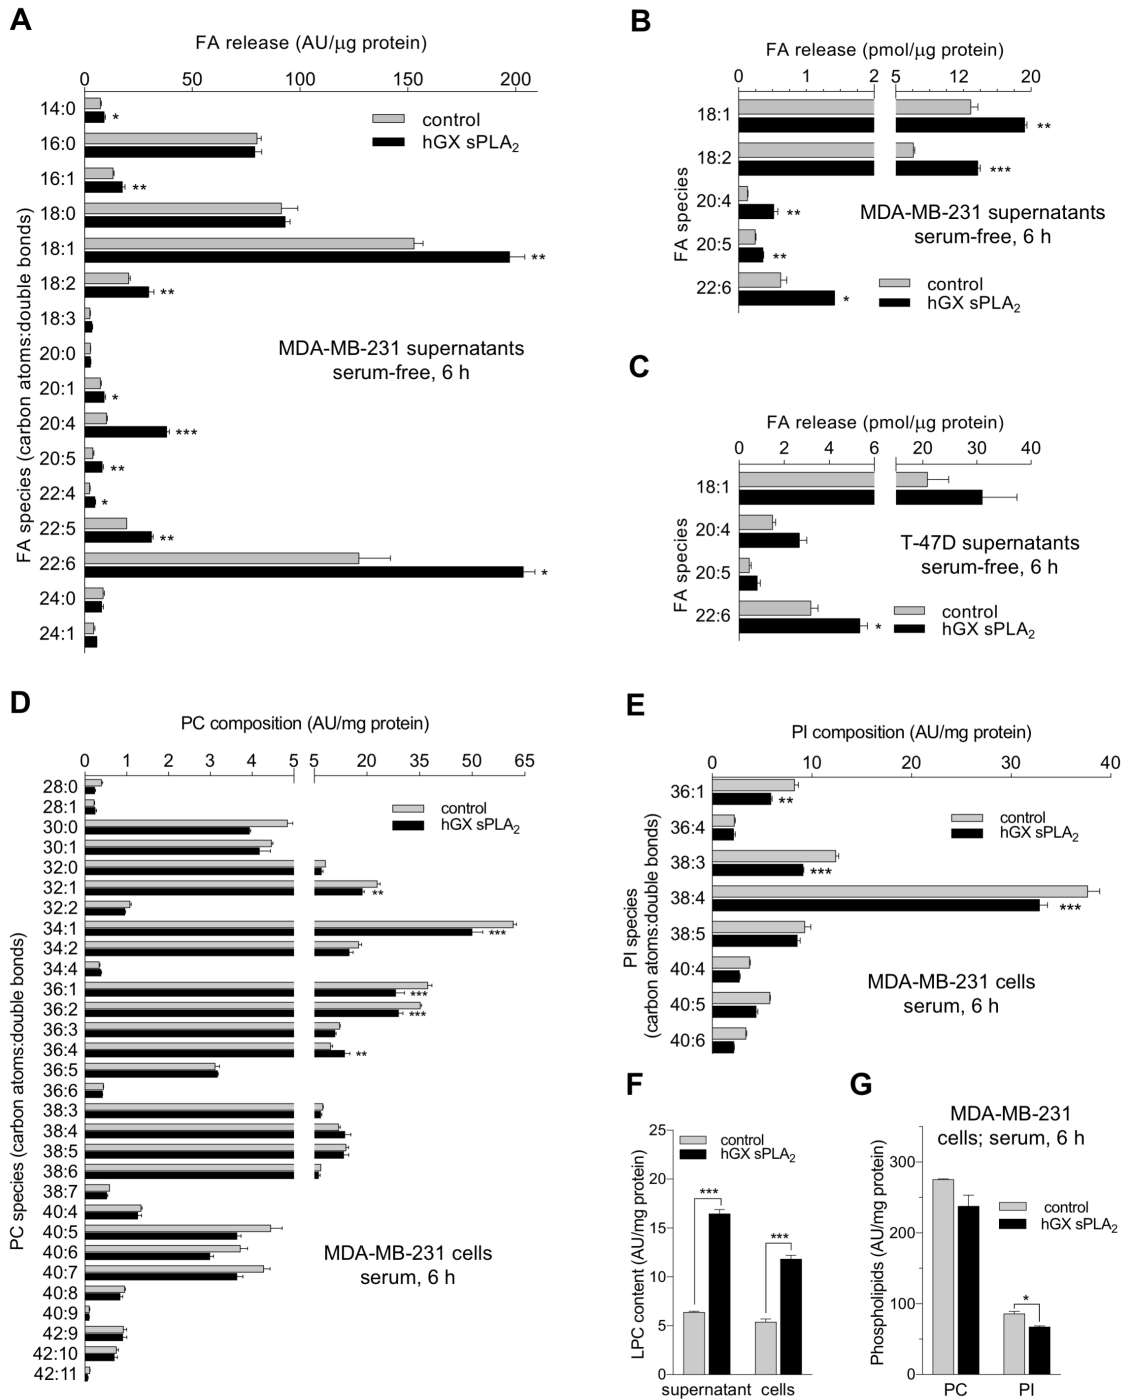 A
FA release (AU/µg protein)
0 50 100 150 200
FA species (carbon atoms:double bonds)
14:0 *
16:0
16:1 **
18:0
18:1 **
18:2 **
18:3
20:0
20:1 *
20:4 ***
20:5 **
22:4 *
22:5 **
22:6 *
24:0
24:1
control
hGX sPLA2
MDA-MB-231 supernatants
serum-free, 6 h
B
FA release (pmol/µg protein)
0 1 2 5 12 20
FA species
18:1 **
18:2 ***
20:4 **
20:5 **
22:6 *
MDA-MB-231 supernatants
serum-free, 6 h
control
hGX sPLA2
C
FA release (pmol/µg protein)
0 2 4 6 20 30 40
FA species
18:1
20:4
20:5
22:6 *
T-47D supernatants
serum-free, 6 h
control
hGX sPLA2
D
PC composition (AU/mg protein)
0 1 2 3 4 5 5 20 35 50 65
PC species (carbon atoms:double bonds)
28:0
28:1
30:0
30:1
32:0
32:1 **
32:2
34:1 ***
34:2
34:4
36:1 ***
36:2 ***
36:3
36:4 **
36:5
36:6
38:3
38:4
38:5
38:6
38:7
40:4
40:5
40:6
40:7
40:8
40:9
42:9
42:10
42:11
control
hGX sPLA2
MDA-MB-231 cells
serum, 6 h
E
PI composition (AU/mg protein)
0 10 20 30 40
PI species
(carbon atoms:double bonds)
36:1 **
36:4
38:3 ***
38:4 ***
38:5
40:4
40:5
40:6
control
hGX sPLA2
MDA-MB-231 cells
serum, 6 h
F
LPC content (AU/mg protein)
25
20
15
10
5
0
control
hGX sPLA2
*** ***
supernatant cells
G
MDA-MB-231
cells; serum, 6 h
Phospholipids (AU/mg protein)
300
200
100
0
control
hGX sPLA2
*
PC PI